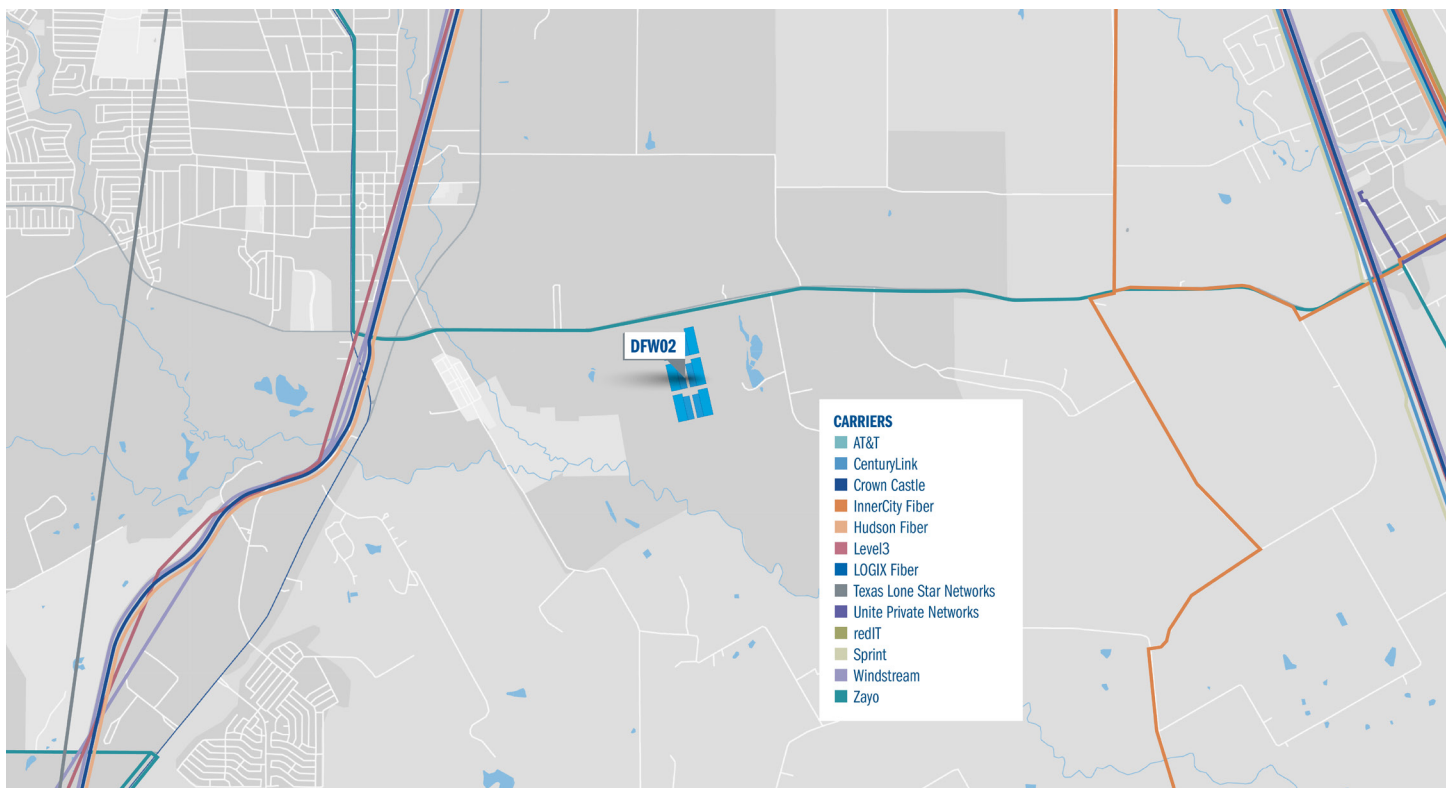 DFW02
CARRIERS
AT&T
CenturyLink
Crown Castle
InnerCity Fiber
Hudson Fiber
Level3
LOGIX Fiber
Texas Lone Star Networks
Unite Private Networks
redIT
Sprint
Windstream
Zayo